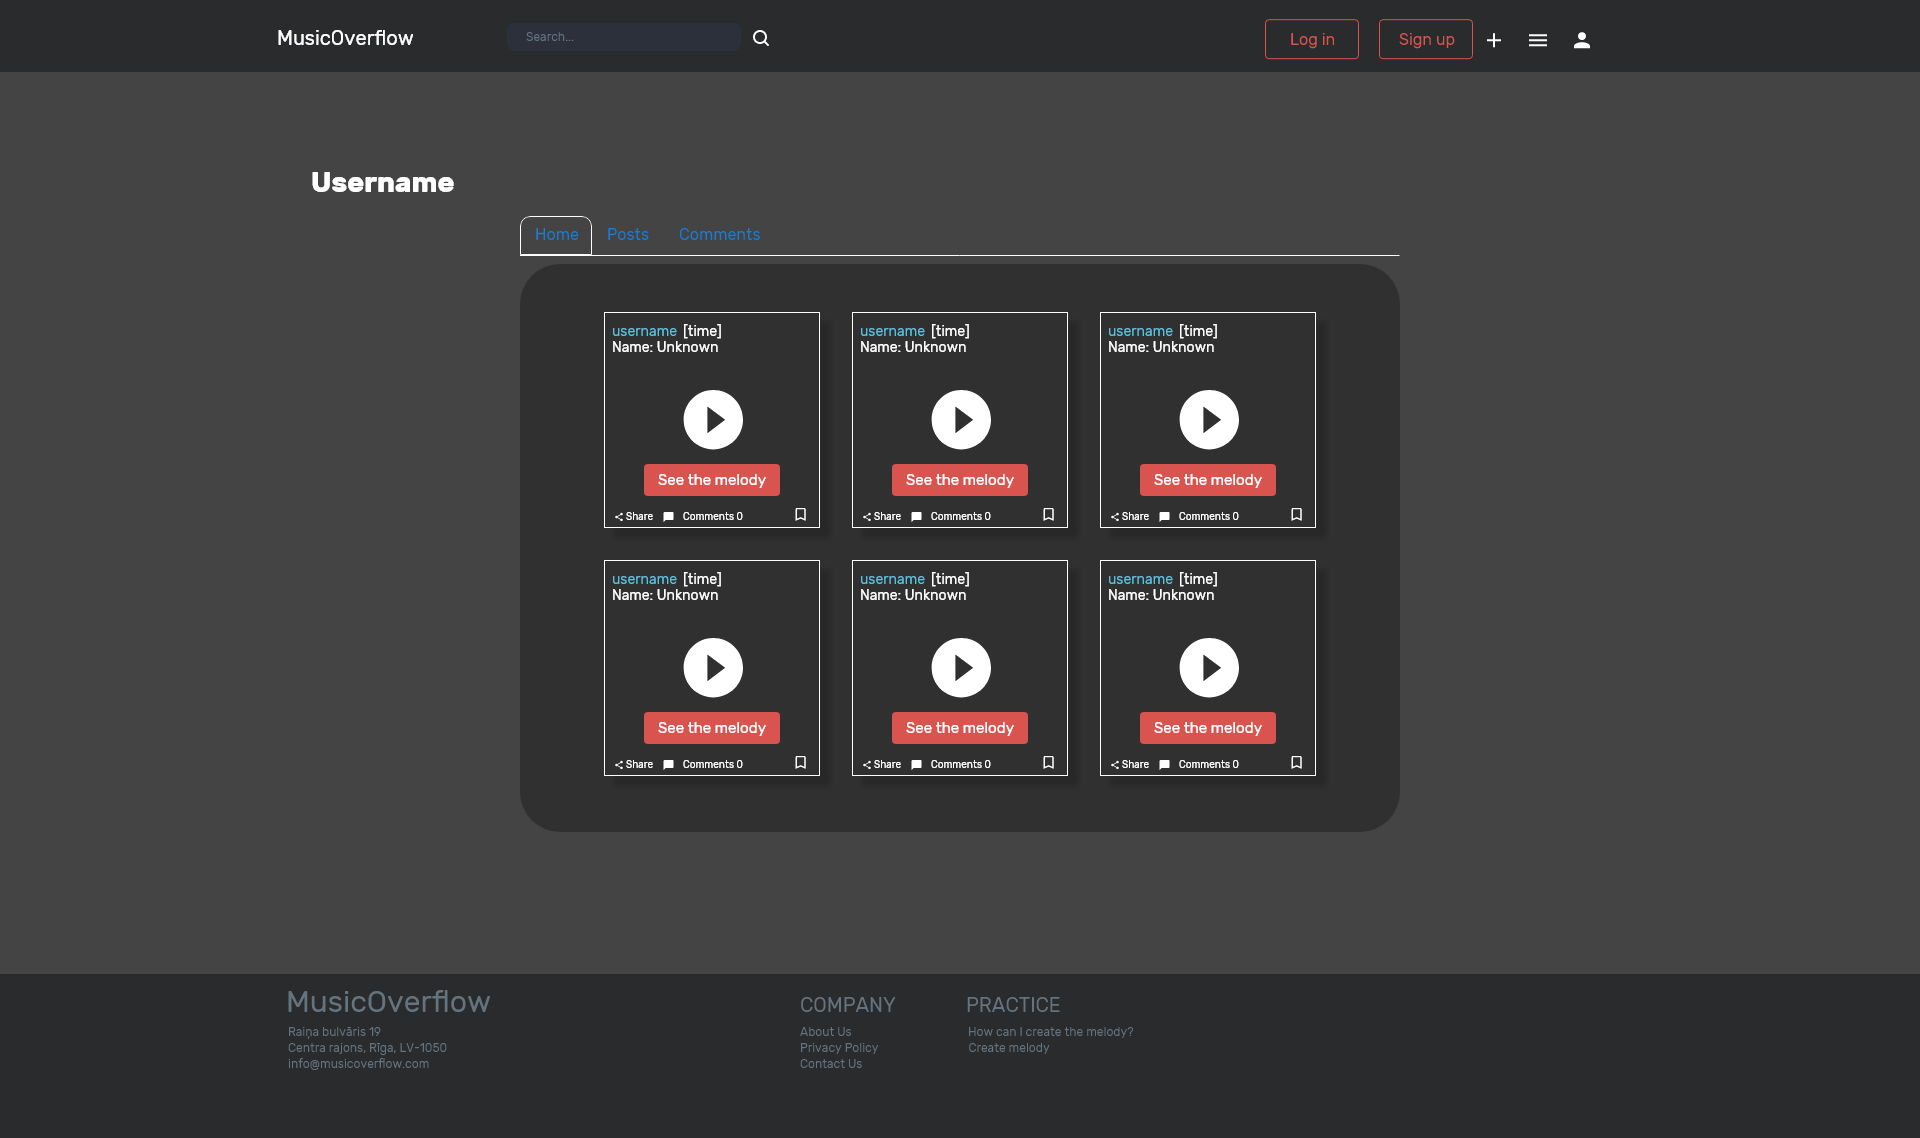 MusicOverflow
Search...
Log in
Sign up
Username
Home Posts Comments
username [time]
Name: Unknown
See the melody
Share Comments 0
username [time]
Name: Unknown
See the melody
Share Comments 0
username [time]
Name: Unknown
See the melody
Share Comments 0
username [time]
Name: Unknown
See the melody
Share Comments 0
username [time]
Name: Unknown
See the melody
Share Comments 0
username [time]
Name: Unknown
See the melody
Share Comments 0
MusicOverflow
Raiņa bulvāris 19
Centra rajons, Rīga, LV-1050
info@musicoverflow.com
COMPANY
About Us
Privacy Policy
Contact Us
PRACTICE
How can I create the melody?
Create melody